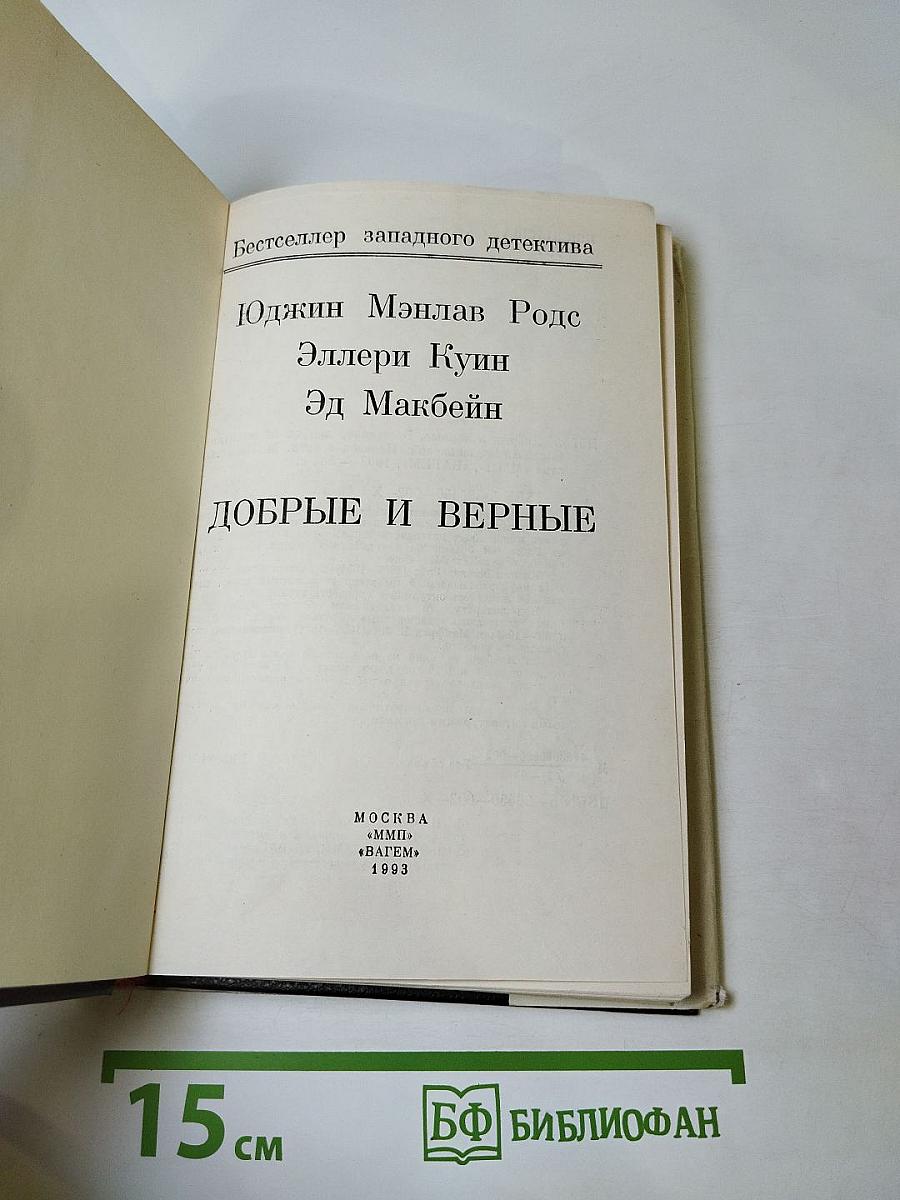 Бестселлер западного детектива
Юджин Мэнлав Родс
Эллери Куин
Эд Макбейн
ДОБРЫЕ И ВЕРНЫЕ
МОСКВА
«ММП»
«ВАГЕМ»
1993
15 см
БФ БИБЛИОФАН